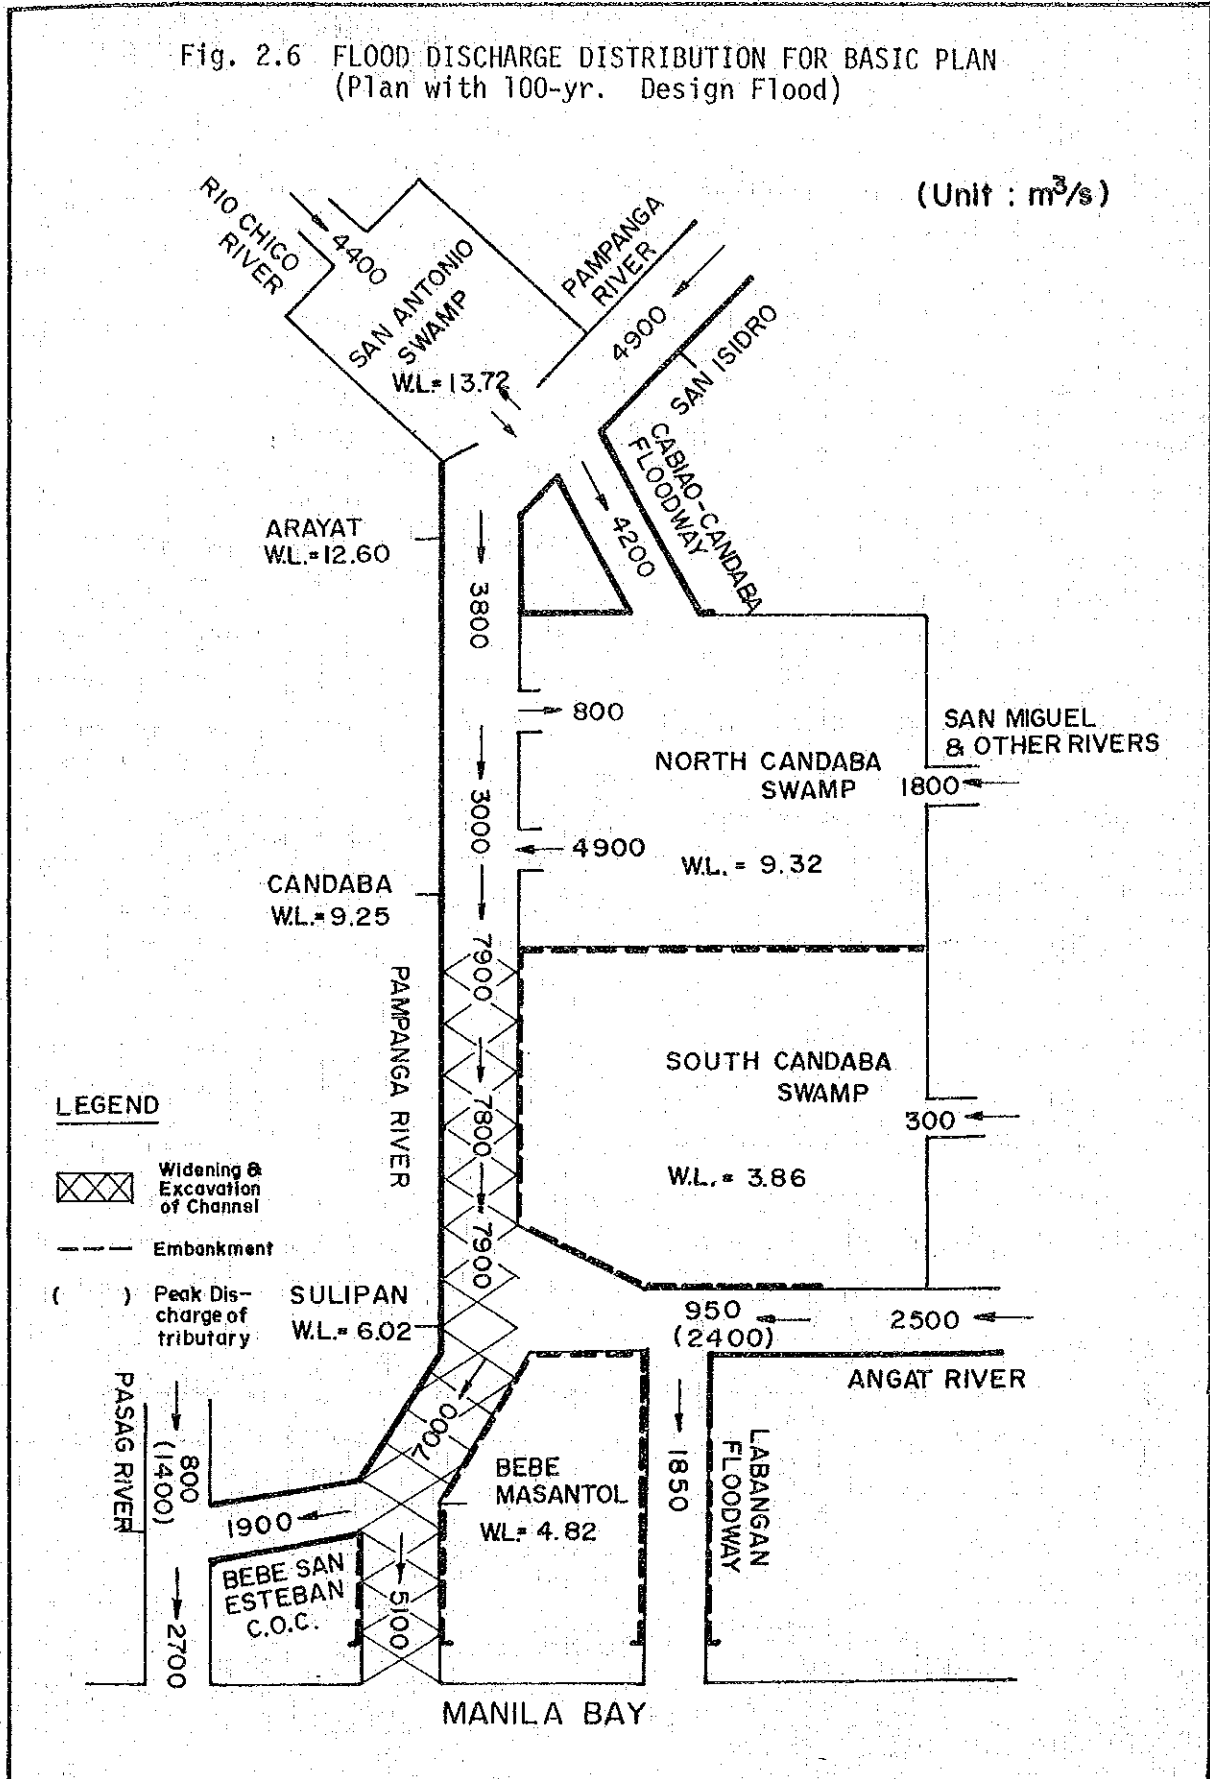 Fig. 2.6 FLOOD DISCHARGE DISTRIBUTION FOR BASIC PLAN
(Plan with 100-yr. Design Flood)
(Unit : m³/s)
RIO CHICO
RIVER
4400
SAN ANTONIO
SWAMP
W.L.=13.72
PAMPANGA
RIVER
4900
SAN ISIDRO
CABIAO-CANDABA
FLOODWAY
4200
ARAYAT
W.L.=12.60
3800
800
SAN MIGUEL
& OTHER RIVERS
NORTH CANDABA
SWAMP
1800
3000
4900
W.L. = 9.32
CANDABA
W.L.=9.25
7900
PAMPANGA RIVER
SOUTH CANDABA
SWAMP
7800
300
W.L. = 3.86
7900
LEGEND
Widening &
Excavation
of Channel
Embankment
( ) Peak Dis-
charge of
tributary
SULIPAN
W.L.= 6.02
950
(2400)
2500
ANGAT RIVER
PASAG RIVER
800
(1400)
7000
BEBE
MASANTOL
W.L.= 4.82
1850
LABANGAN
FLOODWAY
1900
BEBE SAN
ESTEBAN
C.O.C.
5100
2700
MANILA BAY